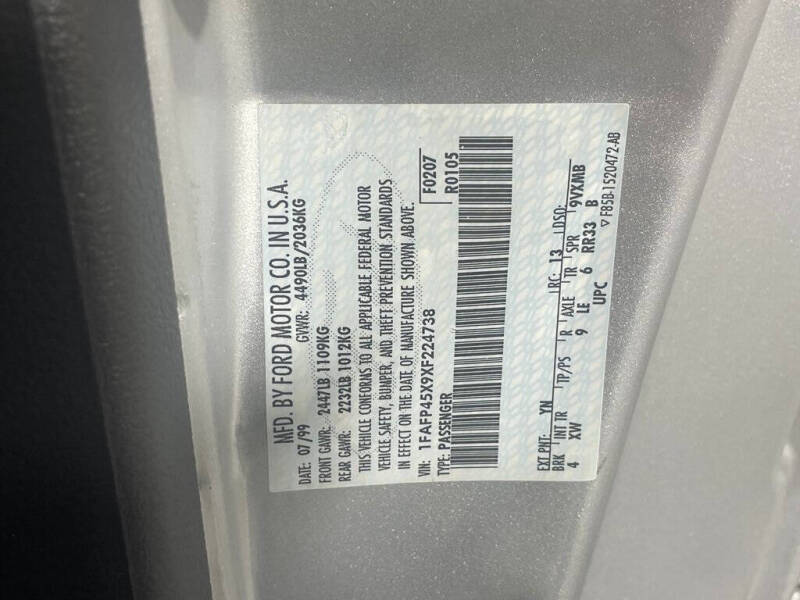 MFD. BY FORD MOTOR CO. IN U.S.A.
DATE: 07/99 GVWR: 4490LB/2036KG
FRONT GAWR: 2447LB 1109KG
REAR GAWR: 2232LB 1012KG
THIS VEHICLE CONFORMS TO ALL APPLICABLE FEDERAL MOTOR
VEHICLE SAFETY, BUMPER, AND THEFT PREVENTION STANDARDS
IN EFFECT ON THE DATE OF MANUFACTURE SHOWN ABOVE.
VIN: 1FAFP45X9XF224738 F0207
TYPE: PASSENGER R0105
EXT PNT: YN RC: 13 DSO:
BRK INT TR TP/PS R AXLE TR SPR
4 XW 9 LE 6 RR33 9VXMB
UPC B
▽ F85B-1520472-AB